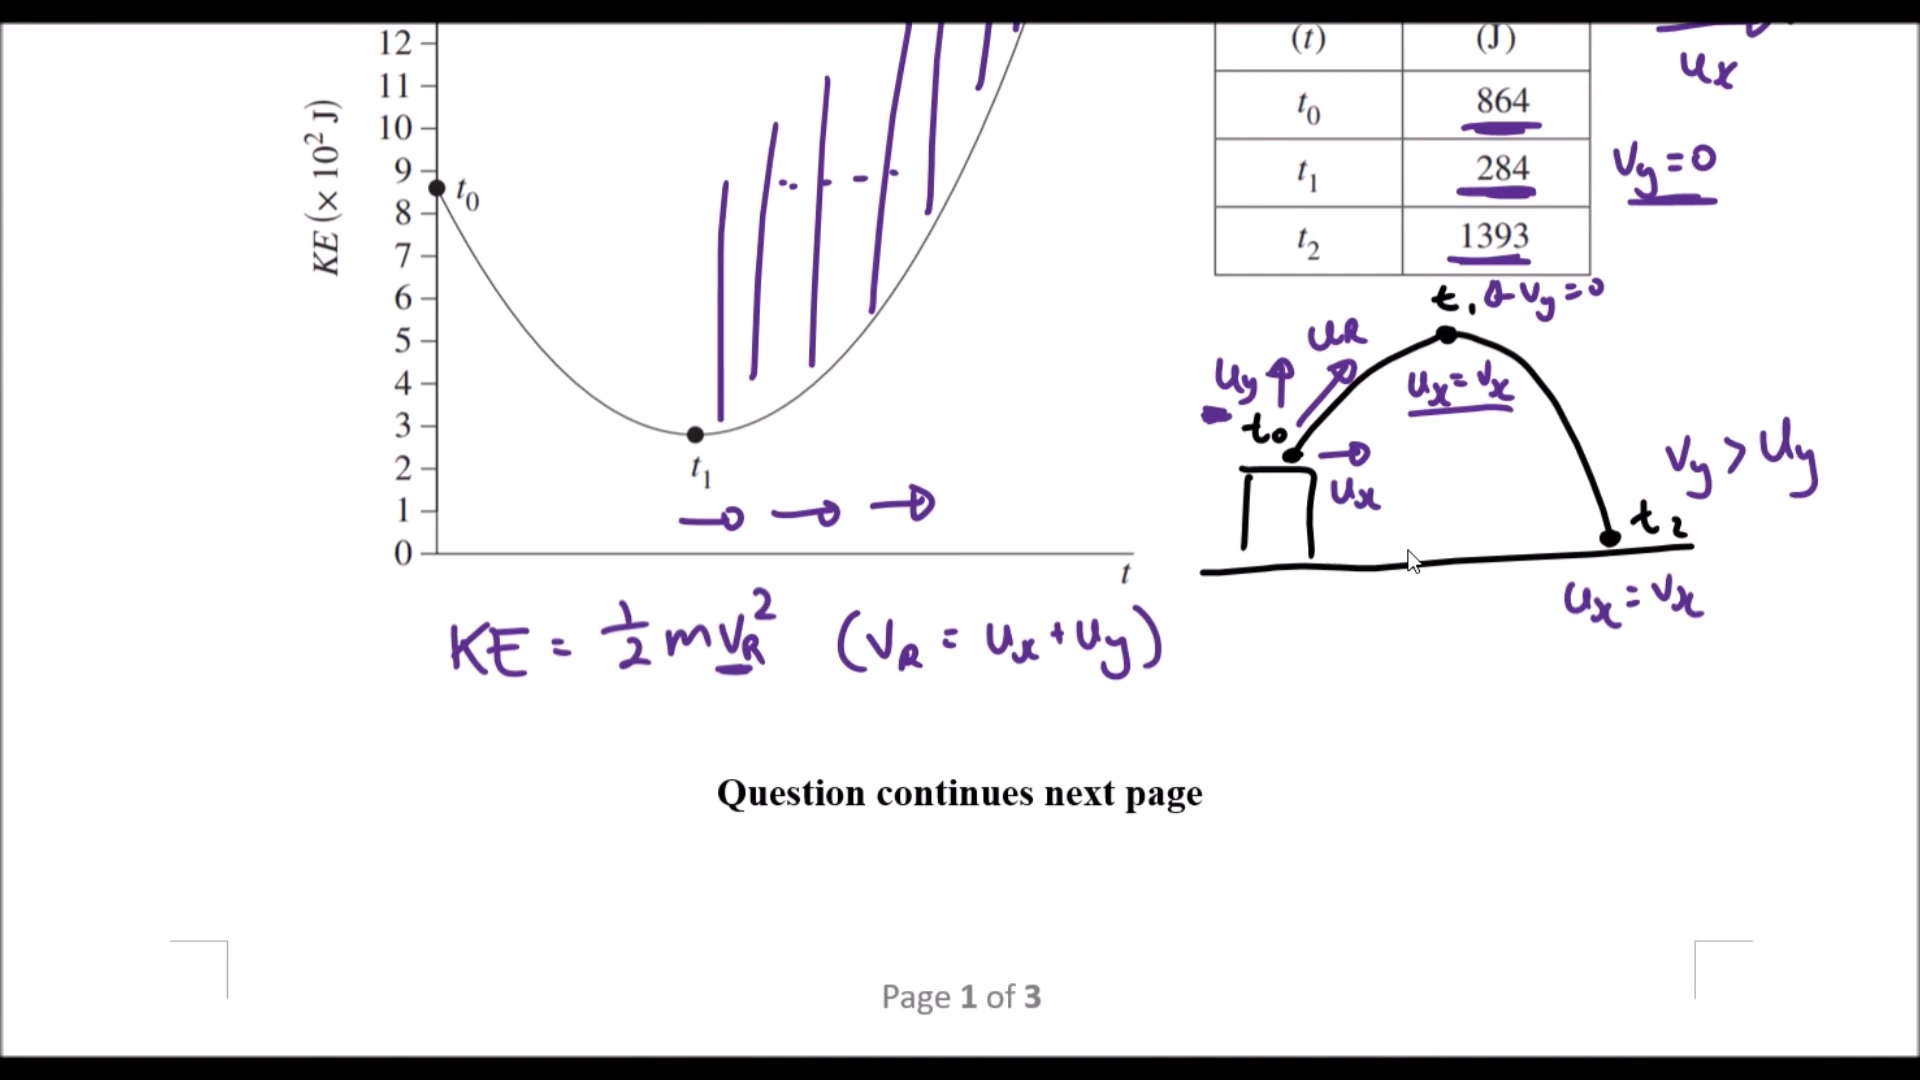 12
11
10
9
8
7
6
5
4
3
2
1
0
KE (× 10² J)
t₀
t₁
t
(t) (J)
t₀ 864
t₁ 284
t₂ 1393
uₓ
Vy = 0
t₁ Vy = 0
uR
uy
uₓ = vₓ
t₀
uₓ
Vy > uy
t₂
uₓ = vₓ
KE = ½ m VR² (VR = uₓ + uy)
Question continues next page
Page 1 of 3